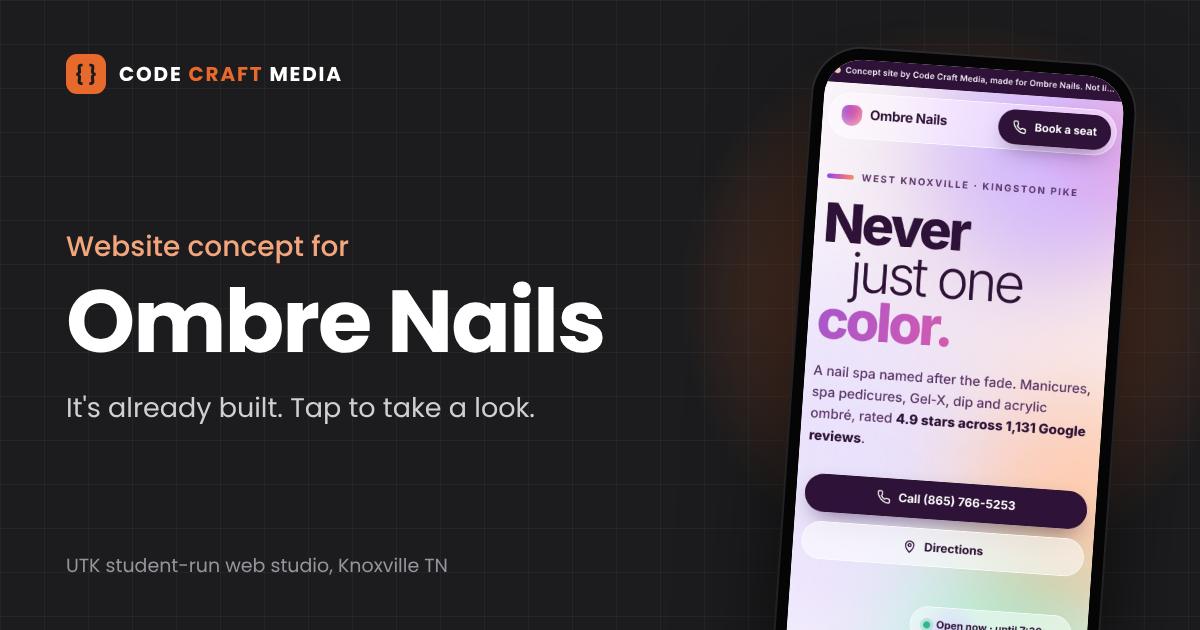 { } CODE CRAFT MEDIA
Website concept for
Ombre Nails
It's already built. Tap to take a look.
UTK student-run web studio, Knoxville TN
Concept site by Code Craft Media, made for Ombre Nails. Not li...
Ombre Nails
Book a seat
WEST KNOXVILLE · KINGSTON PIKE
Never
just one
color.
A nail spa named after the fade. Manicures,
spa pedicures, Gel-X, dip and acrylic
ombré, rated 4.9 stars across 1,131 Google
reviews.
Call (865) 766-5253
Directions
Open now · until